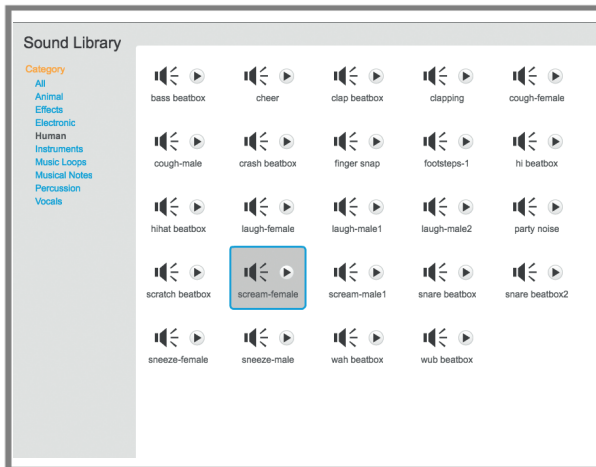 Sound Library
Category
All
Animal
Effects
Electronic
Human
Instruments
Music Loops
Musical Notes
Percussion
Vocals
bass beatbox cheer clap beatbox clapping cough-female
cough-male crash beatbox finger snap footsteps-1 hi beatbox
hihat beatbox laugh-female laugh-male1 laugh-male2 party noise
scratch beatbox scream-female scream-male1 snare beatbox snare beatbox2
sneeze-female sneeze-male wah beatbox wub beatbox